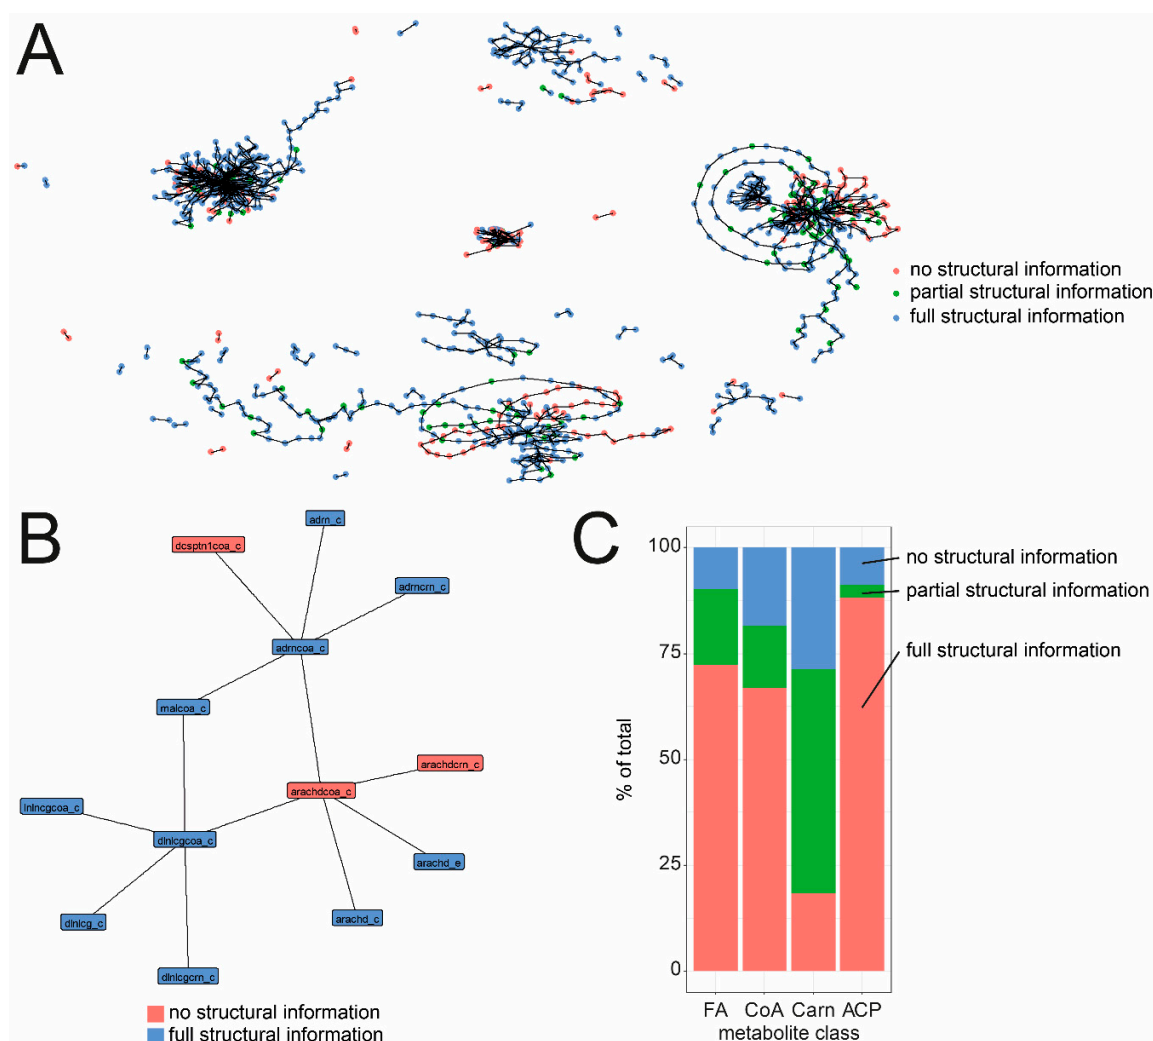 A
no structural information
partial structural information
full structural information
B
adrn_c
dcsptn1coa_c
adrncrn_c
adrncoa_c
malcoa_c
arachdcrn_c
arachdcoa_c
lnlncgcoa_c
dlnlcgcoa_c
arachd_e
arachd_c
dlnlcg_c
dlnlcgcrn_c
no structural information
full structural information
C
100
75
50
25
0
% of total
FA CoA Carn ACP
metabolite class
no structural information
partial structural information
full structural information